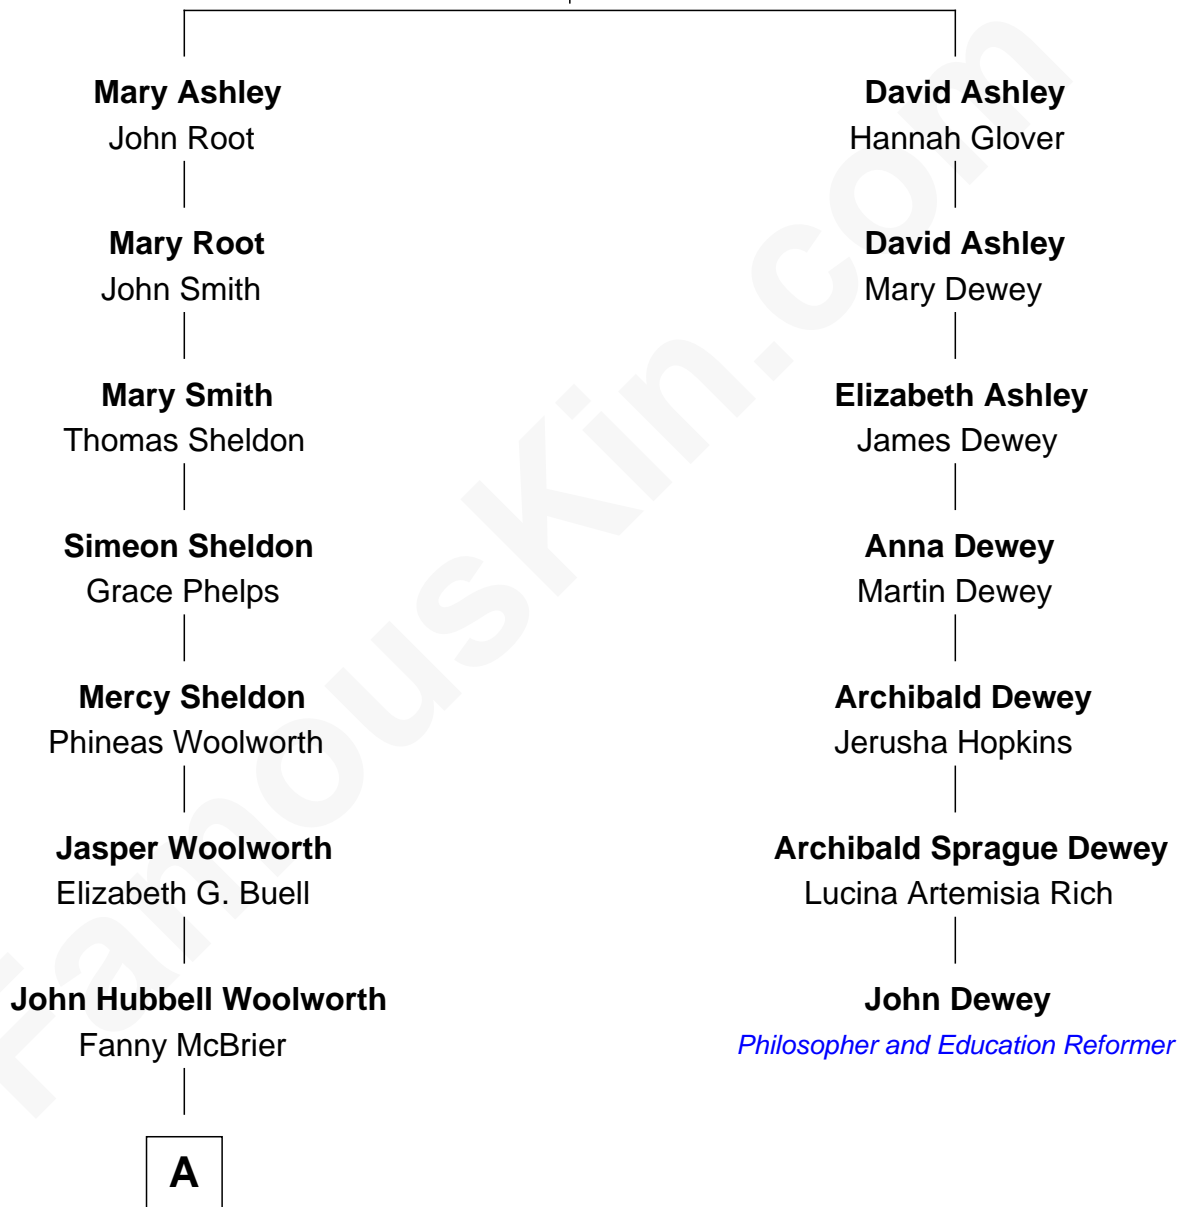 Mary Ashley
John Root
David Ashley
Hannah Glover
Mary Root
John Smith
David Ashley
Mary Dewey
Mary Smith
Thomas Sheldon
Elizabeth Ashley
James Dewey
Simeon Sheldon
Grace Phelps
Anna Dewey
Martin Dewey
Mercy Sheldon
Phineas Woolworth
Archibald Dewey
Jerusha Hopkins
Jasper Woolworth
Elizabeth G. Buell
Archibald Sprague Dewey
Lucina Artemisia Rich
John Hubbell Woolworth
Fanny McBrier
John Dewey
Philosopher and Education Reformer
A
FamousKin.com